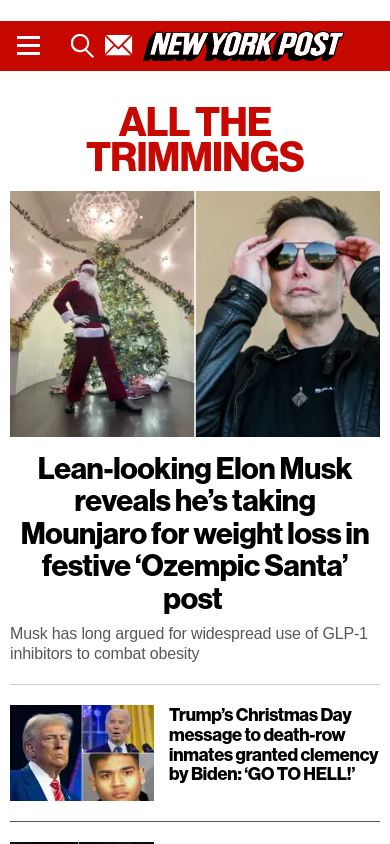 NEW YORK POST
ALL THE
TRIMMINGS
Lean-looking Elon Musk
reveals he’s taking
Mounjaro for weight loss in
festive ‘Ozempic Santa’
post
Musk has long argued for widespread use of GLP-1
inhibitors to combat obesity
Trump’s Christmas Day
message to death-row
inmates granted clemency
by Biden: ‘GO TO HELL!’